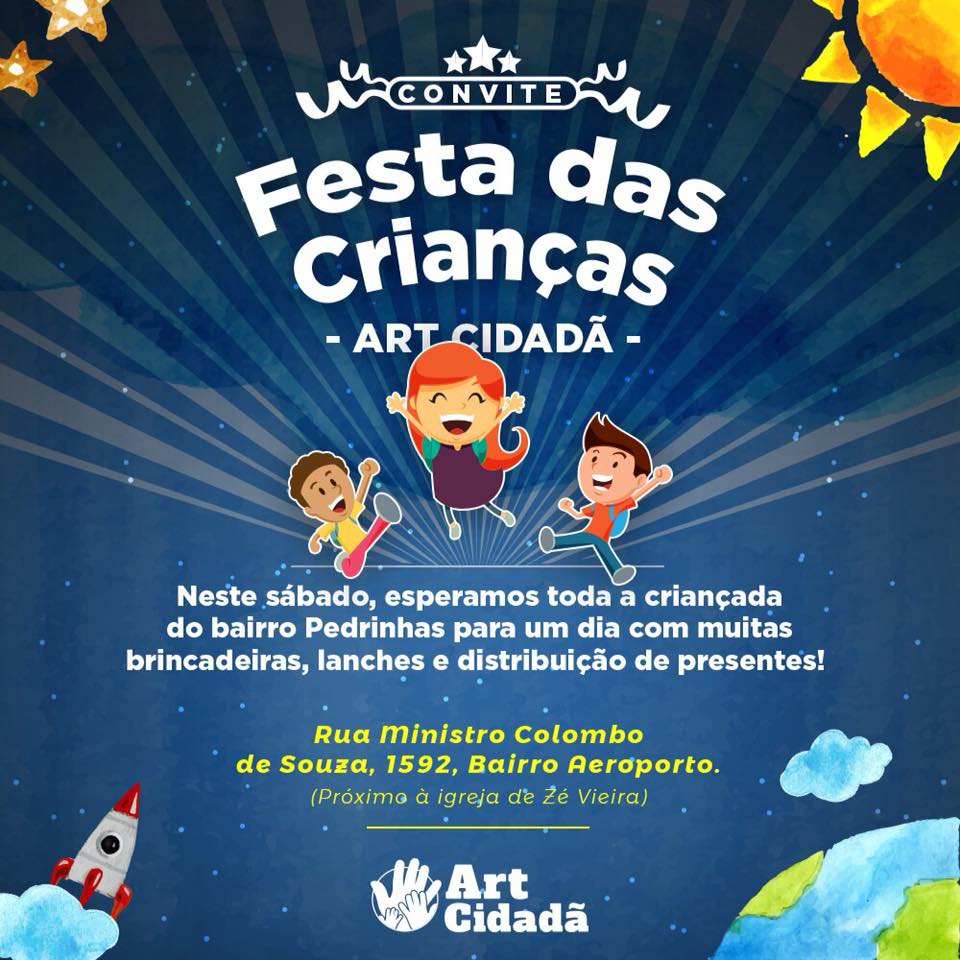 CONVITE
Festa das
Crianças
- ART CIDADÃ -
Neste sábado, esperamos toda a criançada
do bairro Pedrinhas para um dia com muitas
brincadeiras, lanches e distribuição de presentes!
Rua Ministro Colombo
de Souza, 1592, Bairro Aeroporto.
(Próximo à igreja de Zé Vieira)
Art
Cidadã